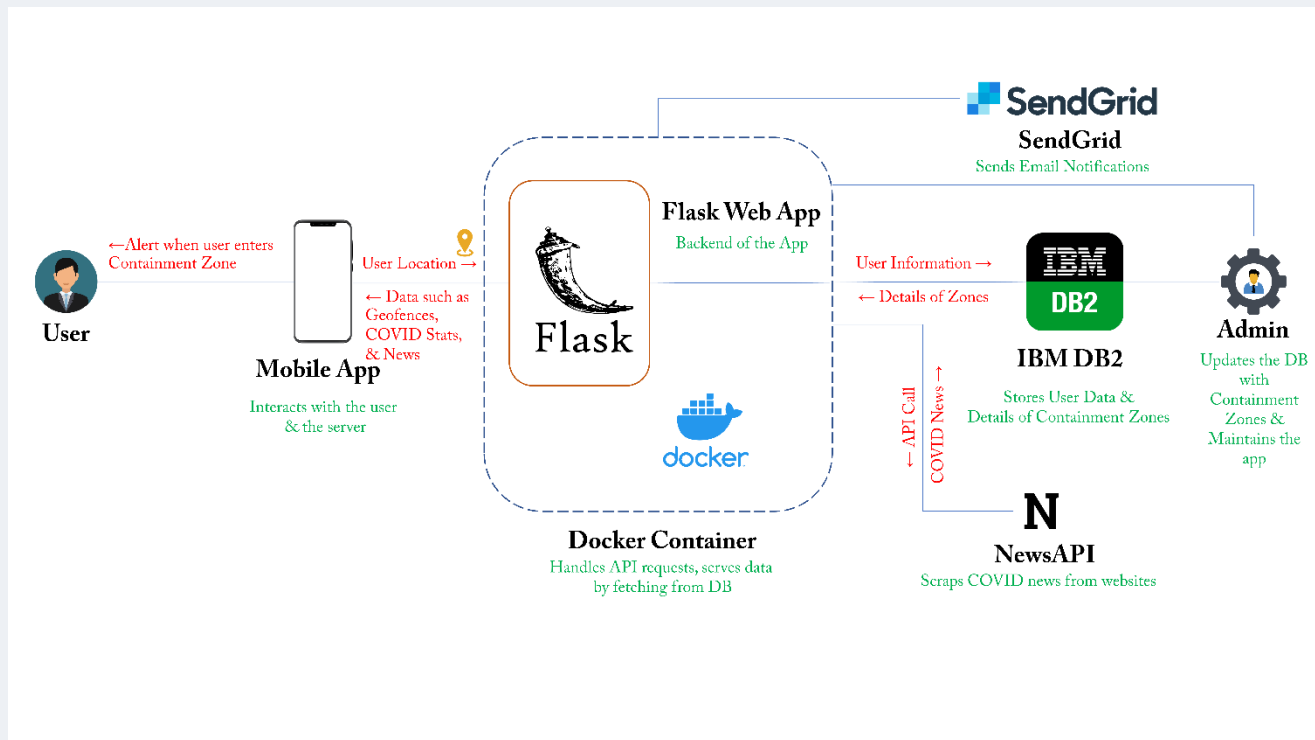 SendGrid
SendGrid
Sends Email Notifications
←Alert when user enters
Containment Zone
User
Mobile App
Interacts with the user
& the server
User Location →
← Data such as
Geofences,
COVID Stats,
& News
Flask
Flask Web App
Backend of the App
docker
Docker Container
Handles API requests, serves data
by fetching from DB
User Information →
← Details of Zones
IBM
DB2
IBM DB2
Stores User Data &
Details of Containment Zones
Admin
Updates the DB
with
Containment
Zones &
Maintains the
app
← API Call
COVID News →
N
NewsAPI
Scraps COVID news from websites